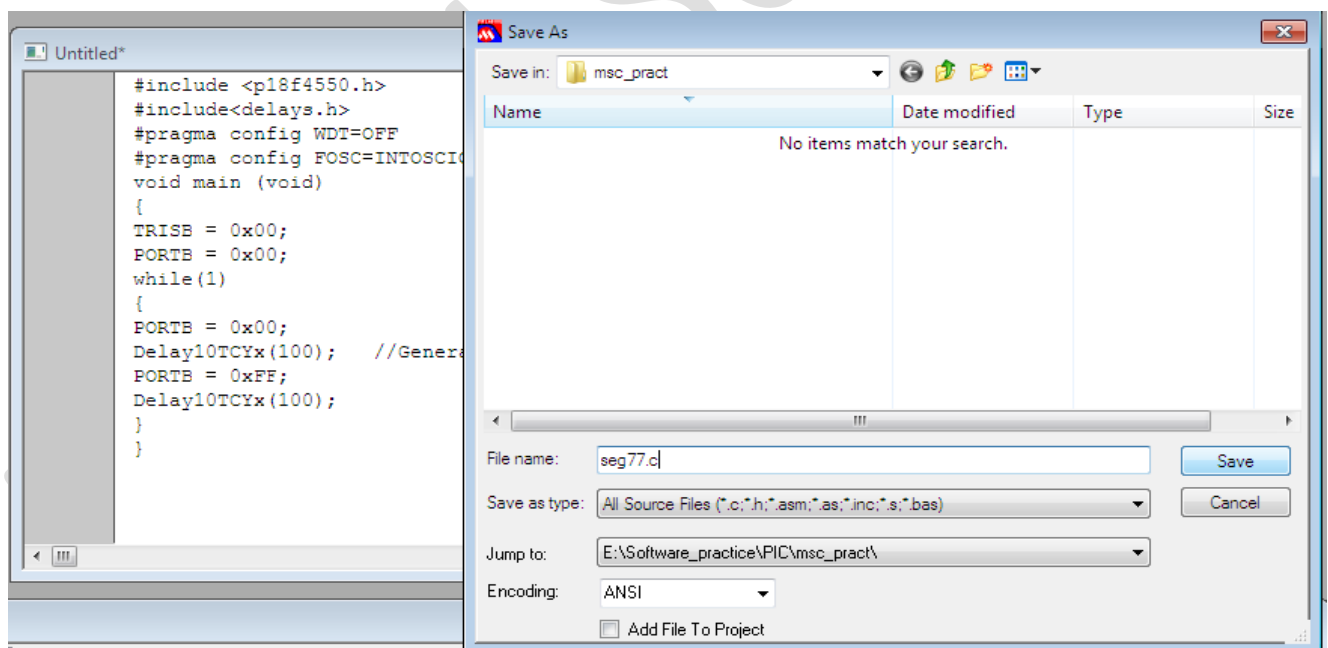 Untitled*
#include <p18f4550.h>
#include<delays.h>
#pragma config WDT=OFF
#pragma config FOSC=INTOSCIO
void main (void)
{
TRISB = 0x00;
PORTB = 0x00;
while(1)
{
PORTB = 0x00;
Delay10TCYx(100); //Genera
PORTB = 0xFF;
Delay10TCYx(100);
}
}
Save As
Save in: msc_pract
Name Date modified Type Size
No items match your search.
File name: seg77.c
Save
Save as type: All Source Files (*.c;*.h;*.asm;*.as;*.inc;*.s;*.bas)
Cancel
Jump to: E:\Software_practice\PIC\msc_pract\
Encoding: ANSI
Add File To Project